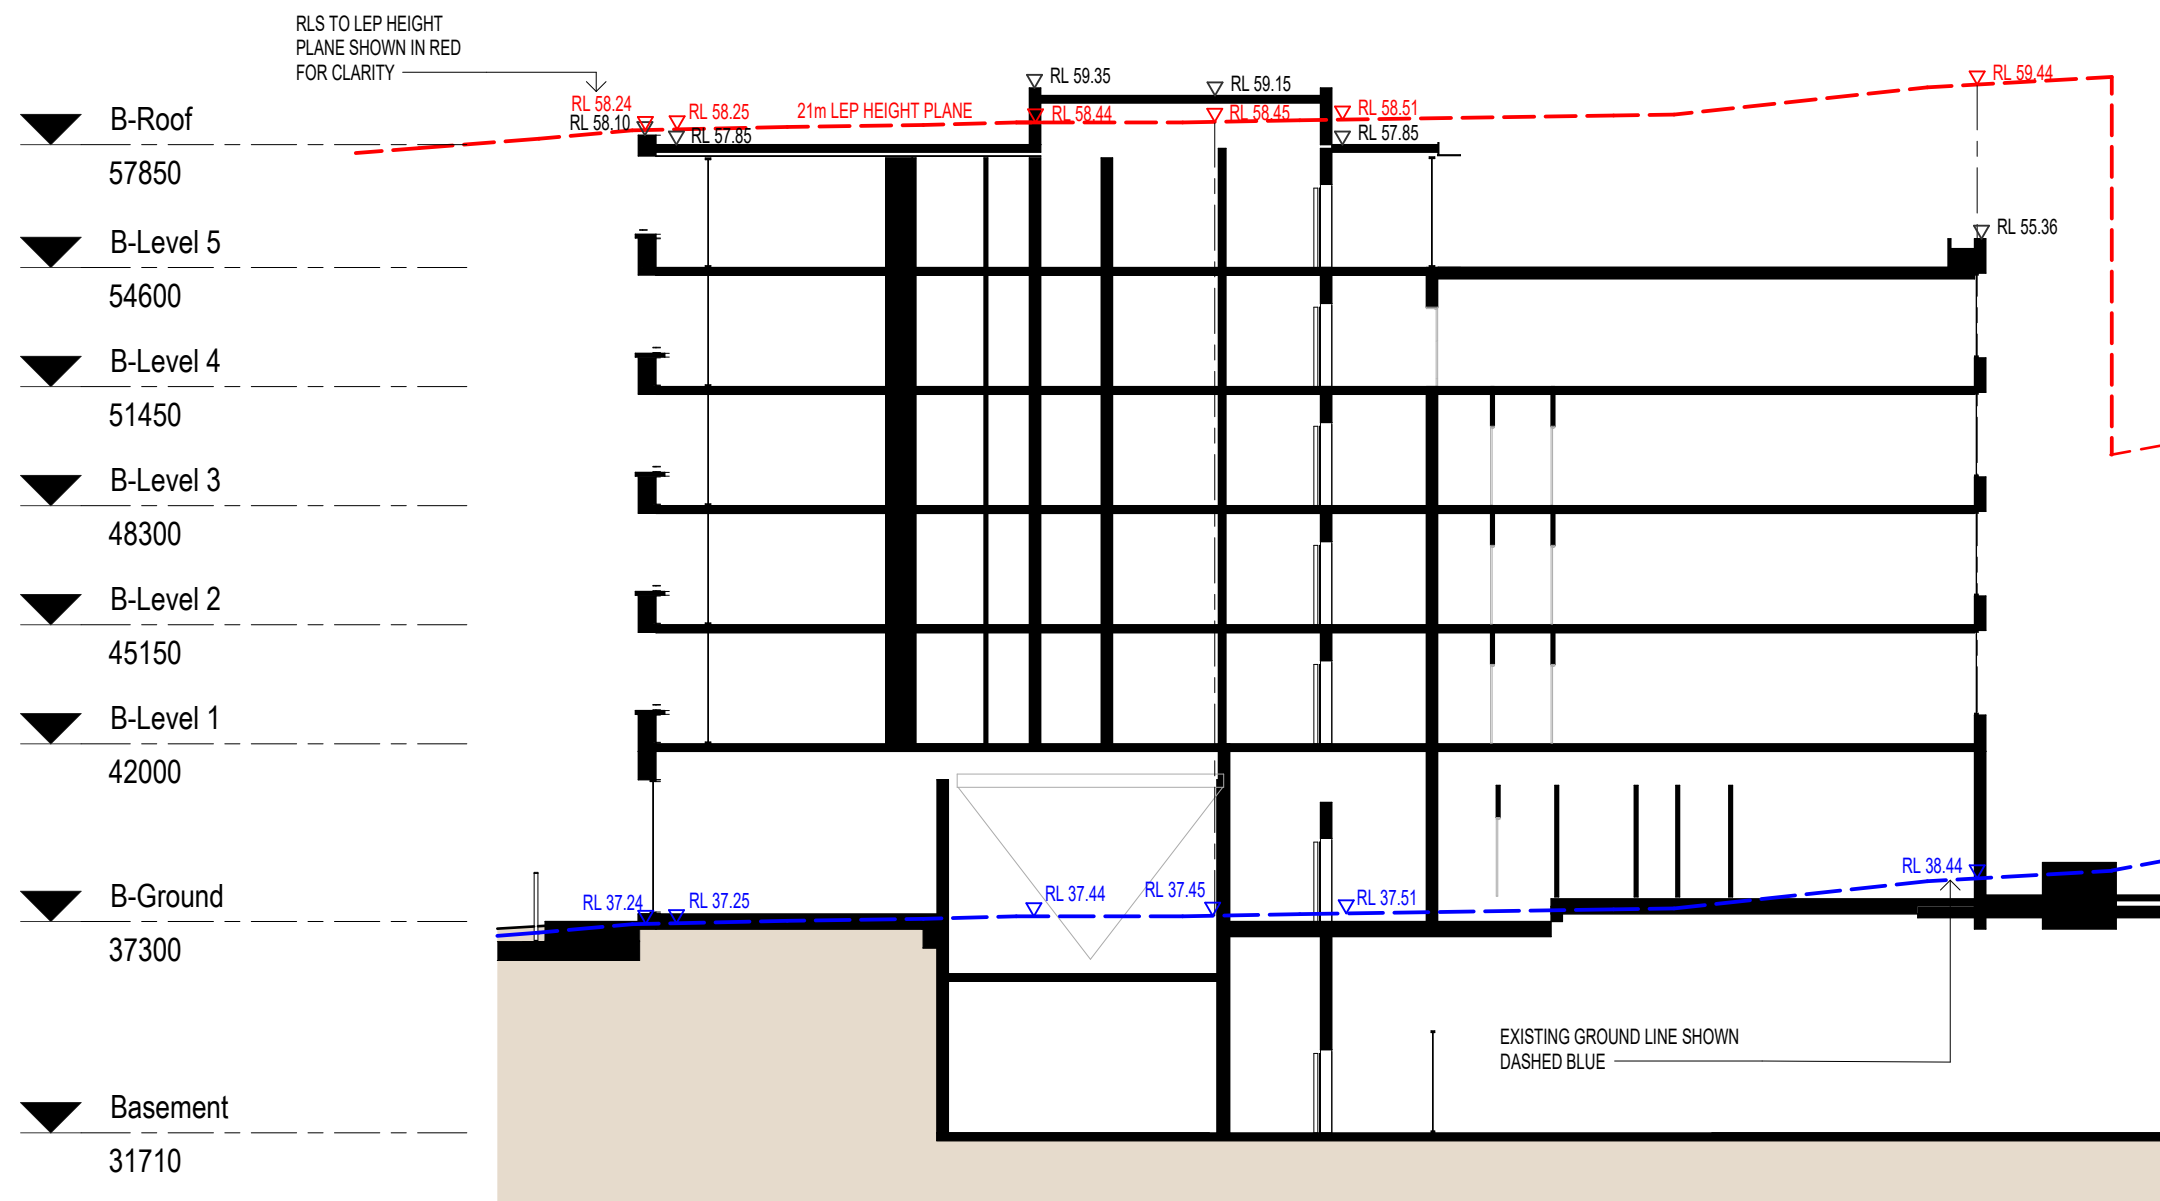 RLS TO LEP HEIGHT
PLANE SHOWN IN RED
FOR CLARITY
RL 59.35
RL 59.15
RL 59.44
RL 58.24
RL 58.10
RL 58.25
21m LEP HEIGHT PLANE
RL 58.44
RL 58.45
RL 58.51
RL 57.85
RL 57.85
B-Roof
57850
RL 55.36
B-Level 5
54600
B-Level 4
51450
B-Level 3
48300
B-Level 2
45150
B-Level 1
42000
RL 38.44
B-Ground
37300
RL 37.24
RL 37.25
RL 37.44
RL 37.45
RL 37.51
EXISTING GROUND LINE SHOWN
DASHED BLUE
Basement
31710